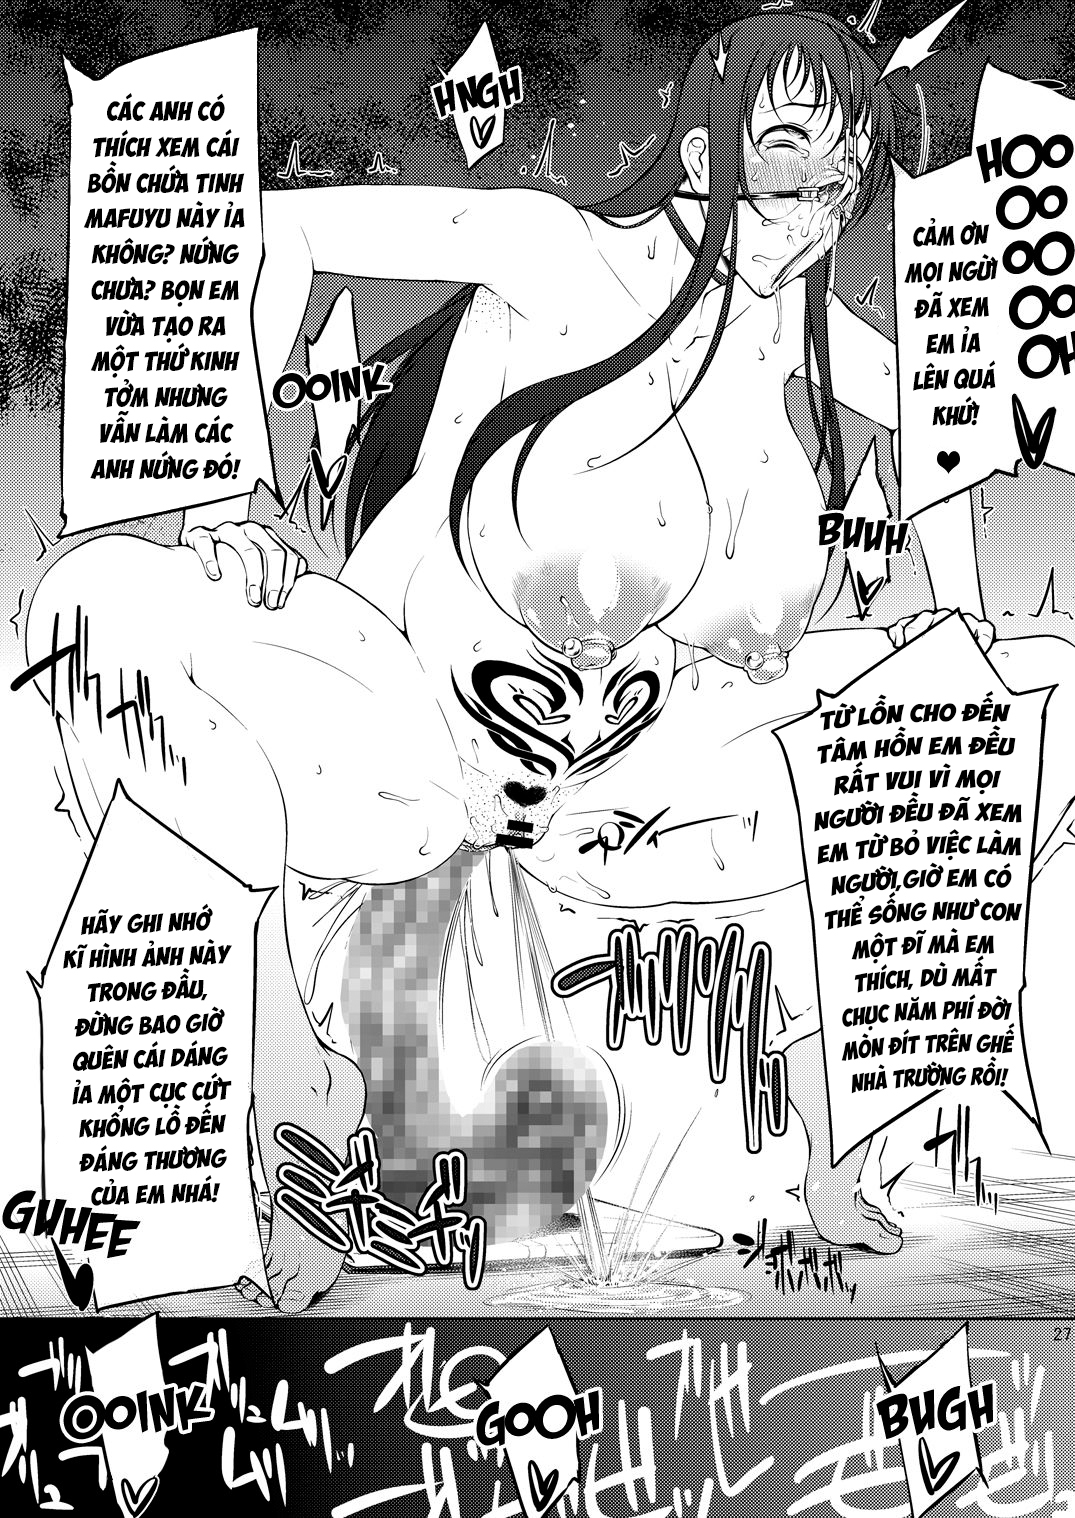 HNGH
CÁC ANH CÓ
THÍCH XEM CÁI
BỒN CHỨA TINH
MAFUYU NÀY ỈA
KHÔNG? NỨNG
CHƯA? BỌN EM
VỪA TẠO RA
MỘT THỨ KINH
TỞM NHƯNG
VẪN LÀM CÁC
ANH NỨNG ĐÓ!
HOO
OO
OO
OO
OH
CẢM ƠN
MỌI NGƯỜI
ĐÃ XEM
EM ỈA
LÊN QUÁ
KHỨ!
♥
OOINK
BUUH
TỪ LỒN CHO ĐẾN
TÂM HỒN EM ĐỀU
RẤT VUI VÌ MỌI
NGƯỜI ĐỀU ĐÃ XEM
EM TỪ BỎ VIỆC LÀM
NGƯỜI,GIỜ EM CÓ
THỂ SỐNG NHƯ CON
MỘT ĐĨ MÀ EM
THÍCH, DÙ MẤT
CHỤC NĂM PHÍ ĐỜI
MÒN ĐÍT TRÊN GHẾ
NHÀ TRƯỜNG RỒI!
HÃY GHI NHỚ
KĨ HÌNH ẢNH NÀY
TRONG ĐẦU,
ĐỪNG BAO GIỜ
QUÊN CÁI DÁNG
ỈA MỘT CỤC CỨT
KHỔNG LỒ ĐẾN
ĐÁNG THƯƠNG
CỦA EM NHÁ!
GUHEE
27
OOINK
GOOH
BUGH